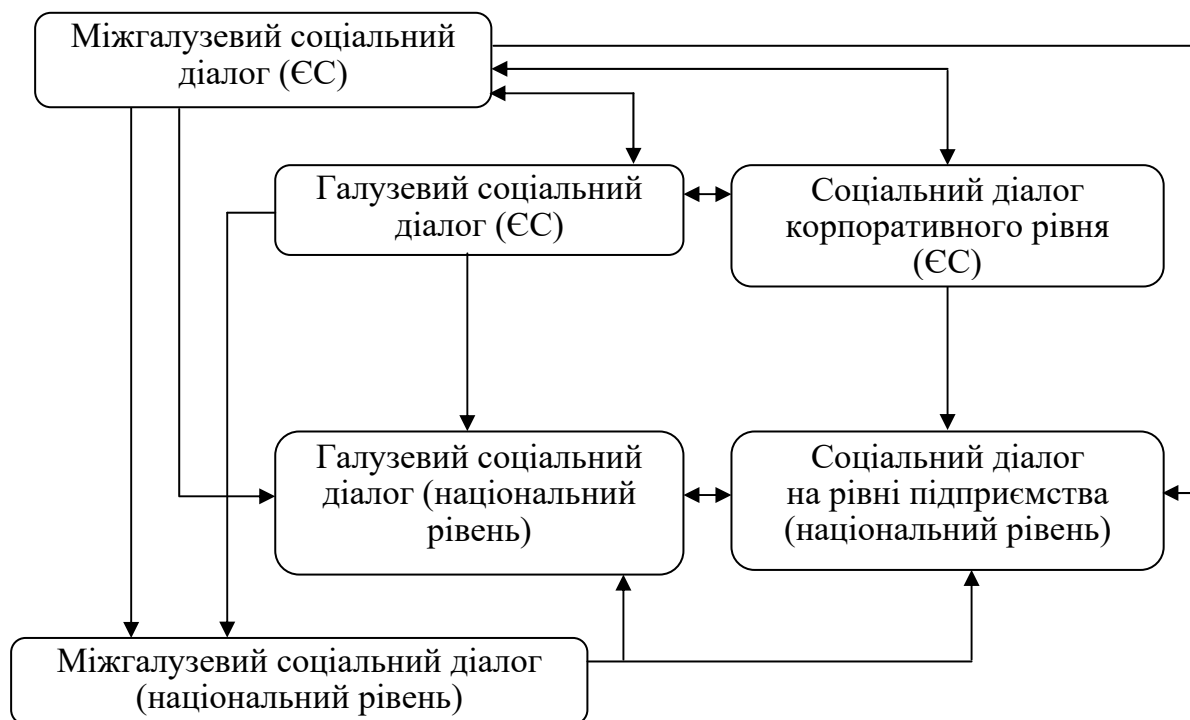 Міжгалузевий соціальний
діалог (ЄС)
Галузевий соціальний
діалог (ЄС)
Соціальний діалог
корпоративного рівня
(ЄС)
Галузевий соціальний
діалог (національний
рівень)
Соціальний діалог
на рівні підприємства
(національний рівень)
Міжгалузевий соціальний діалог
(національний рівень)